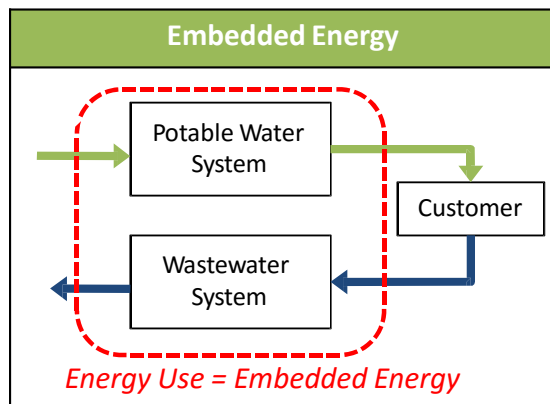 Embedded Energy
Potable Water
System
Customer
Wastewater
System
Energy Use = Embedded Energy